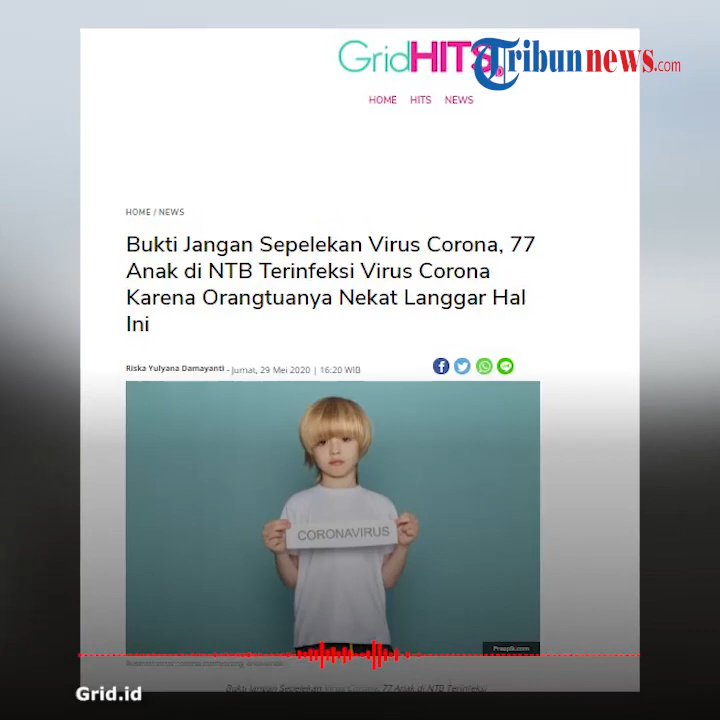 GridHITS
Tribunnews.com
HOME HITS NEWS
HOME / NEWS
Bukti Jangan Sepelekan Virus Corona, 77
Anak di NTB Terinfeksi Virus Corona
Karena Orangtuanya Nekat Langgar Hal
Ini
Riska Yulyana Damayanti - Jumat, 29 Mei 2020 | 16:20 WIB
CORONAVIRUS
Freepik.com
Grid.id
Bukti Jangan Sepelekan Virus Corona, 77 Anak di NTB Terinfeksi